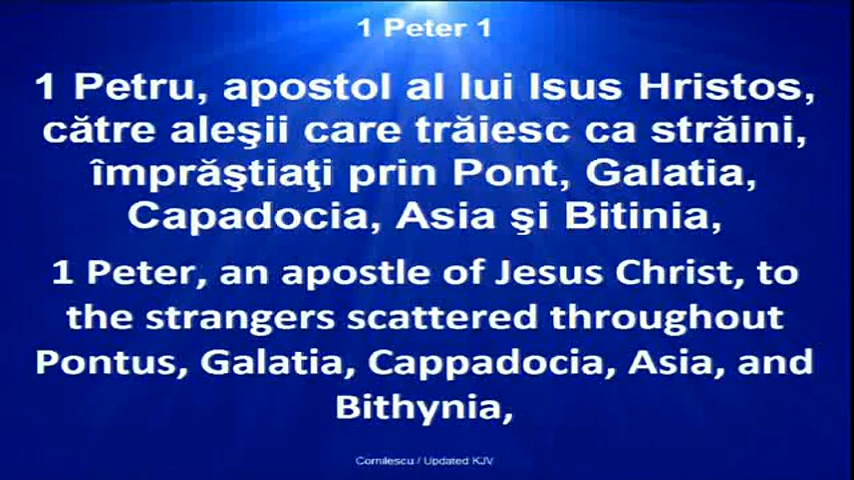 1 Peter 1
1 Petru, apostol al lui Isus Hristos,
către aleşii care trăiesc ca străini,
împrăştiaţi prin Pont, Galatia,
Capadocia, Asia şi Bitinia,
1 Peter, an apostle of Jesus Christ, to
the strangers scattered throughout
Pontus, Galatia, Cappadocia, Asia, and
Bithynia,
Cornilescu / Updated KJV